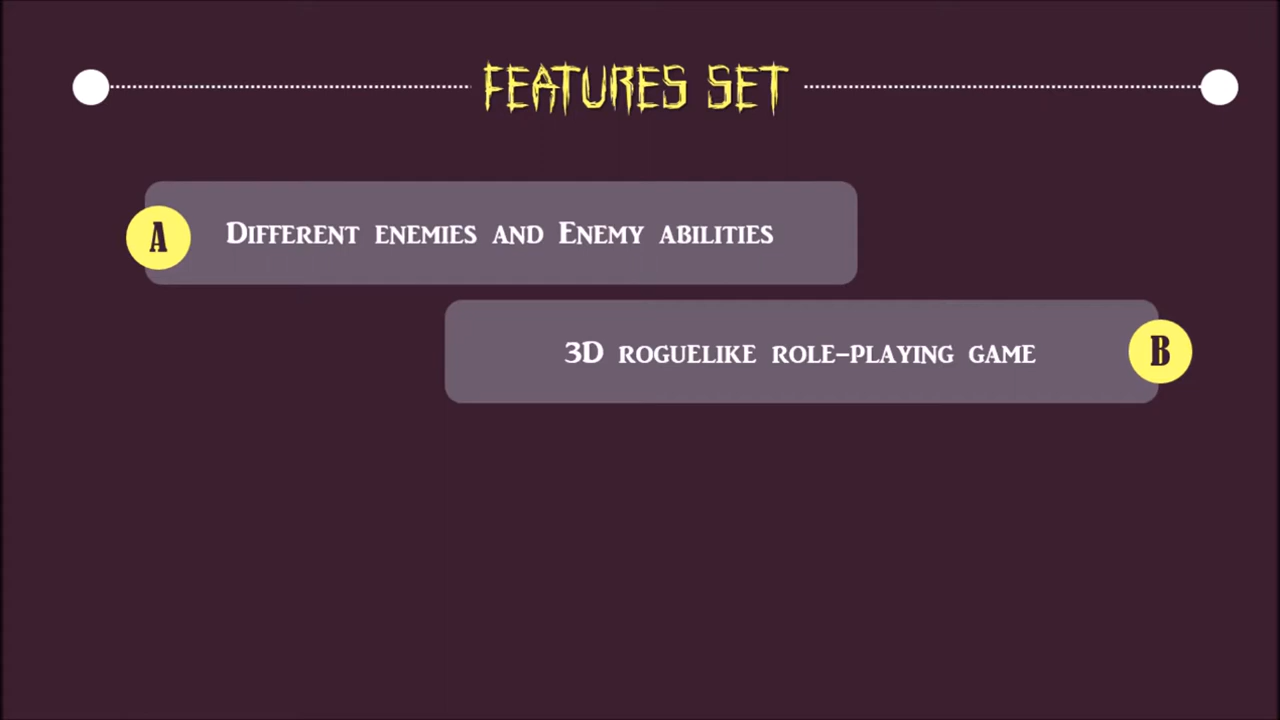 FEATURES SET
A
Different enemies and Enemy abilities
3D roguelike role-playing game
B